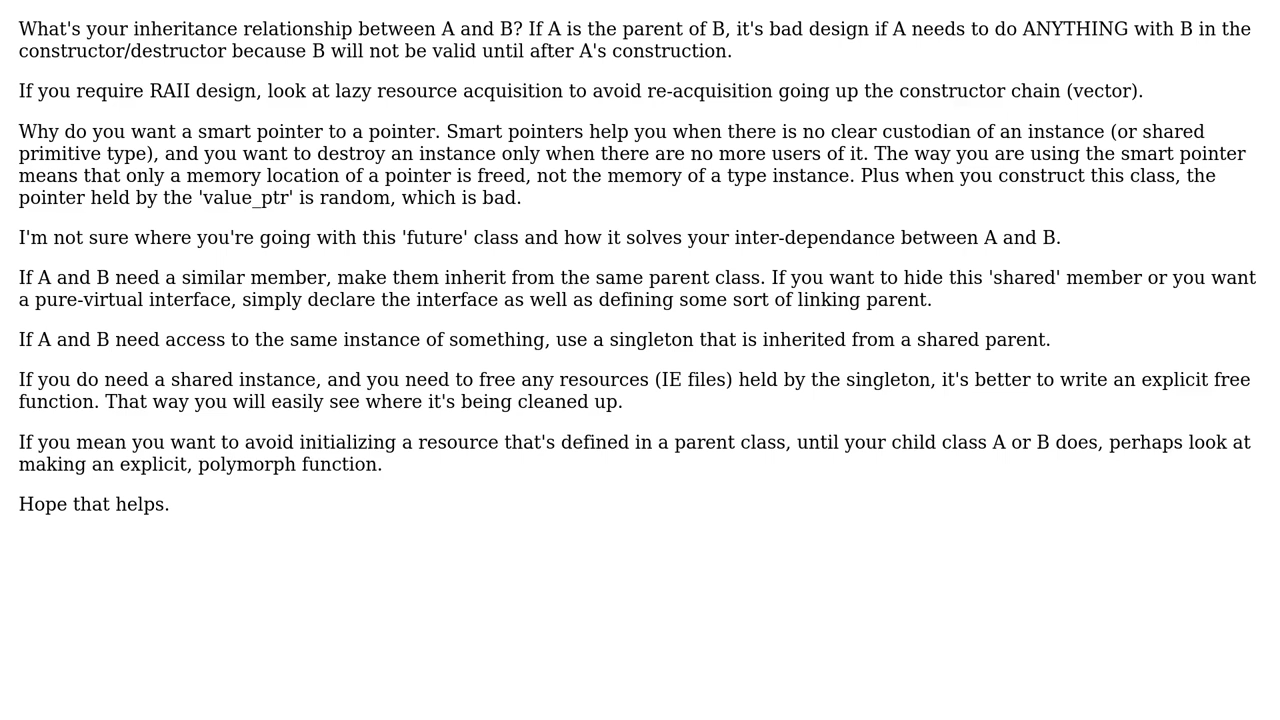 What's your inheritance relationship between A and B? If A is the parent of B, it's bad design if A needs to do ANYTHING with B in the
constructor/destructor because B will not be valid until after A's construction.
If you require RAII design, look at lazy resource acquisition to avoid re-acquisition going up the constructor chain (vector).
Why do you want a smart pointer to a pointer. Smart pointers help you when there is no clear custodian of an instance (or shared
primitive type), and you want to destroy an instance only when there are no more users of it. The way you are using the smart pointer
means that only a memory location of a pointer is freed, not the memory of a type instance. Plus when you construct this class, the
pointer held by the 'value_ptr' is random, which is bad.
I'm not sure where you're going with this 'future' class and how it solves your inter-dependance between A and B.
If A and B need a similar member, make them inherit from the same parent class. If you want to hide this 'shared' member or you want
a pure-virtual interface, simply declare the interface as well as defining some sort of linking parent.
If A and B need access to the same instance of something, use a singleton that is inherited from a shared parent.
If you do need a shared instance, and you need to free any resources (IE files) held by the singleton, it's better to write an explicit free
function. That way you will easily see where it's being cleaned up.
If you mean you want to avoid initializing a resource that's defined in a parent class, until your child class A or B does, perhaps look at
making an explicit, polymorph function.
Hope that helps.